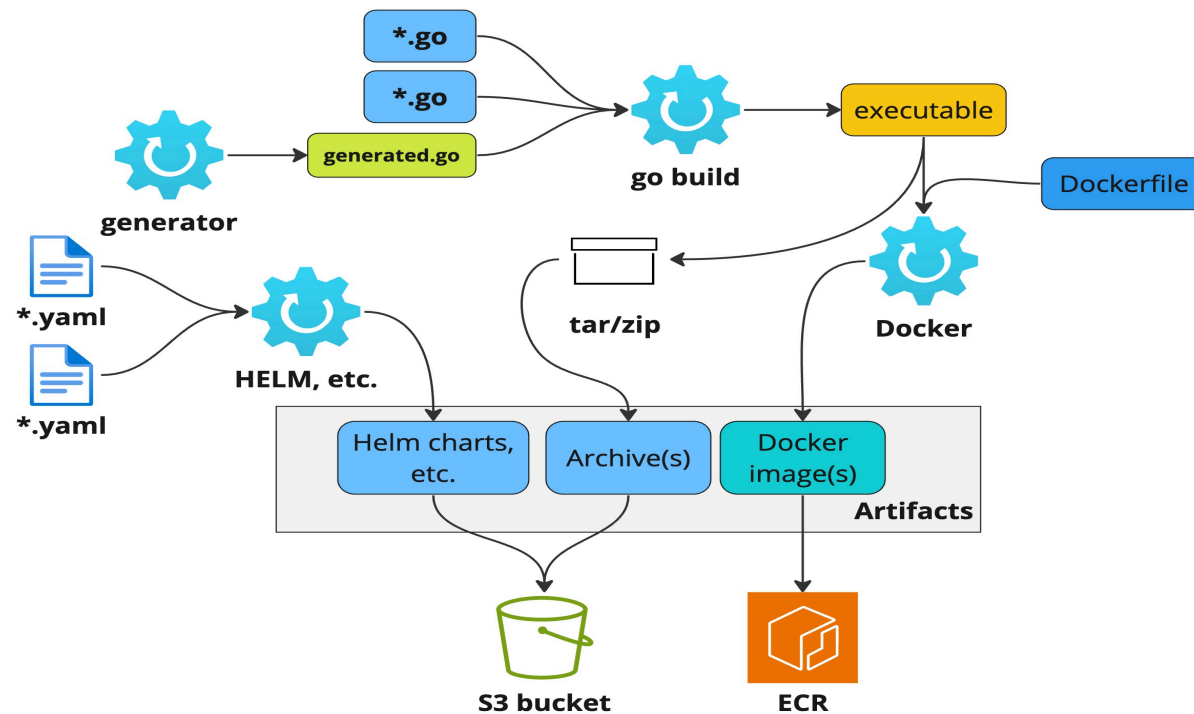 *.go
*.go
generated.go
generator
go build
executable
Dockerfile
*.yaml
*.yaml
HELM, etc.
tar/zip
Docker
Helm charts,
etc.
Archive(s)
Docker
image(s)
Artifacts
S3 bucket
ECR